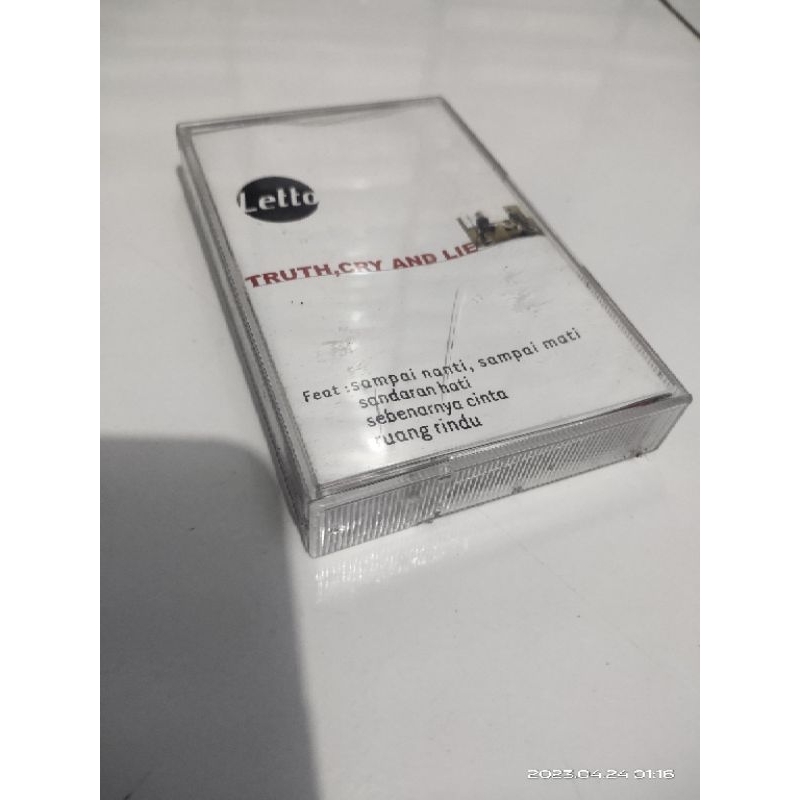 Letto
TRUTH,CRY AND LIE
Feat :sampai nanti, sampai mati
sandaran hati
sebenarnya cinta
ruang rindu
2023.04.24 01:16